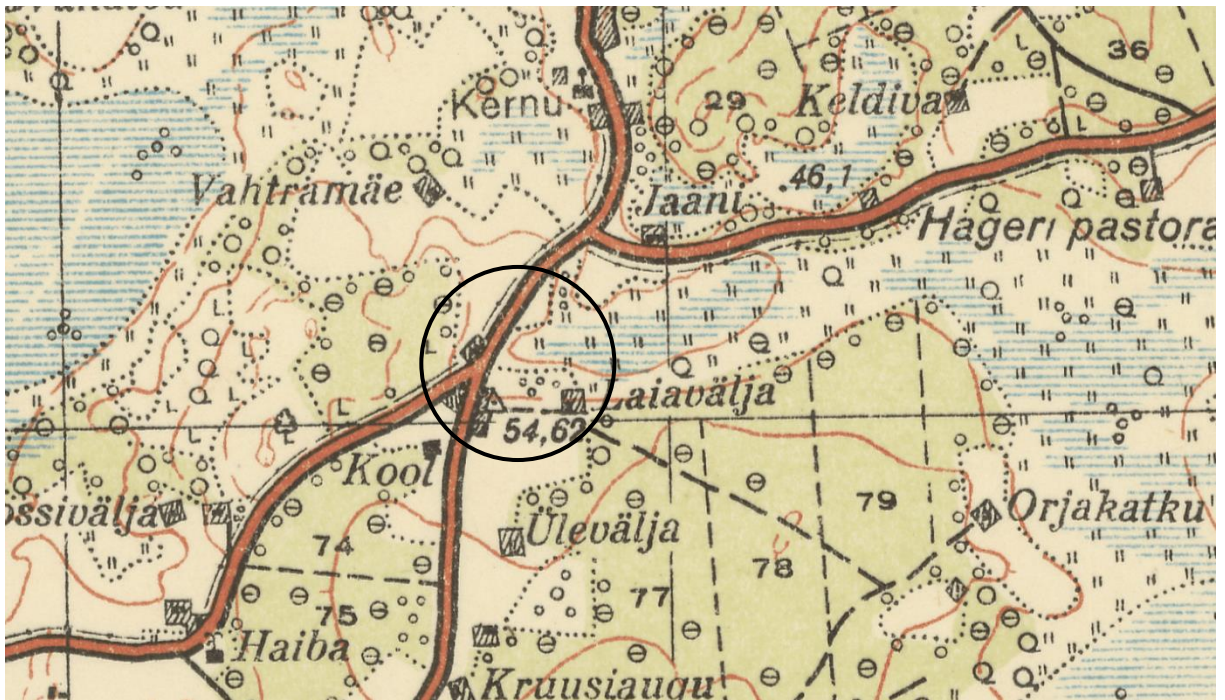 Kernu
29
Keldiva
36
L
Vahtramäe
Jaani
46,1
Hageri pastora
L
L
L
L
L
L
Laiavälja
54,62
Kool
ossivälja
Ülevälja
79
Orjakatku
74
78
75
77
Haiba
Kruusiaugu